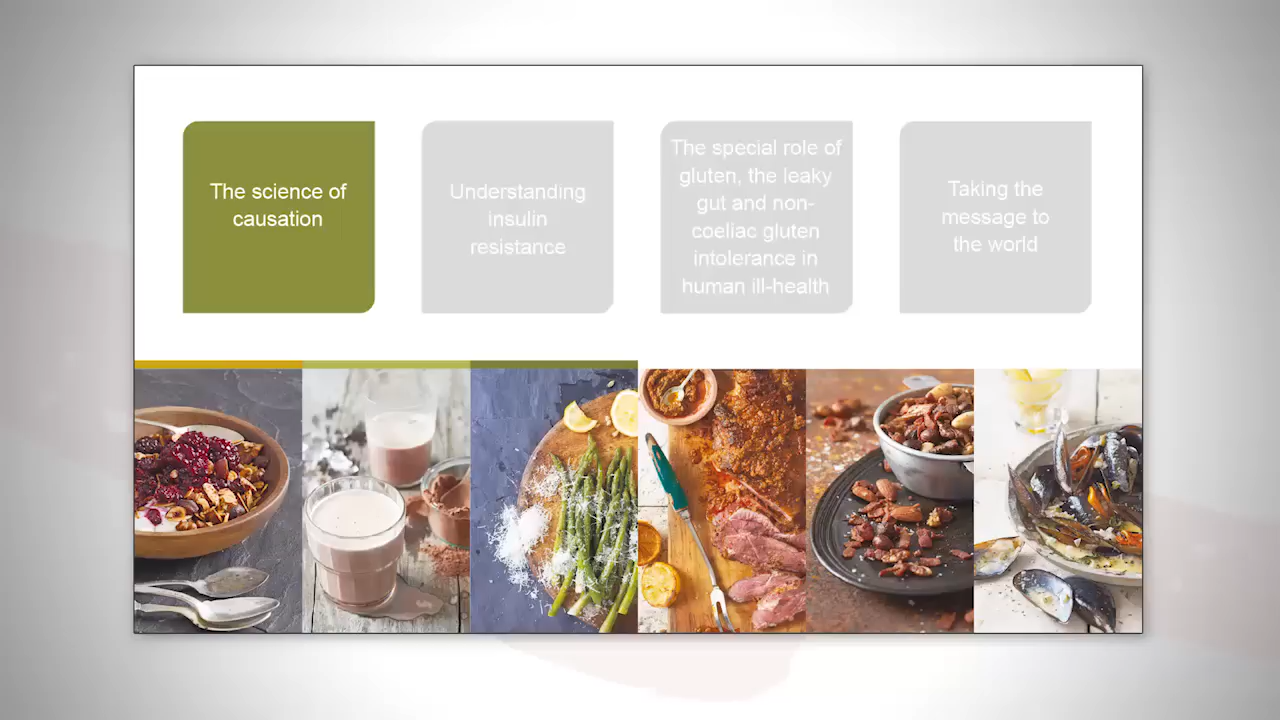 The science of
causation
Understanding
insulin
resistance
The special role of
gluten, the leaky
gut and non-
coeliac gluten
intolerance in
human ill-health
Taking the
message to
the world